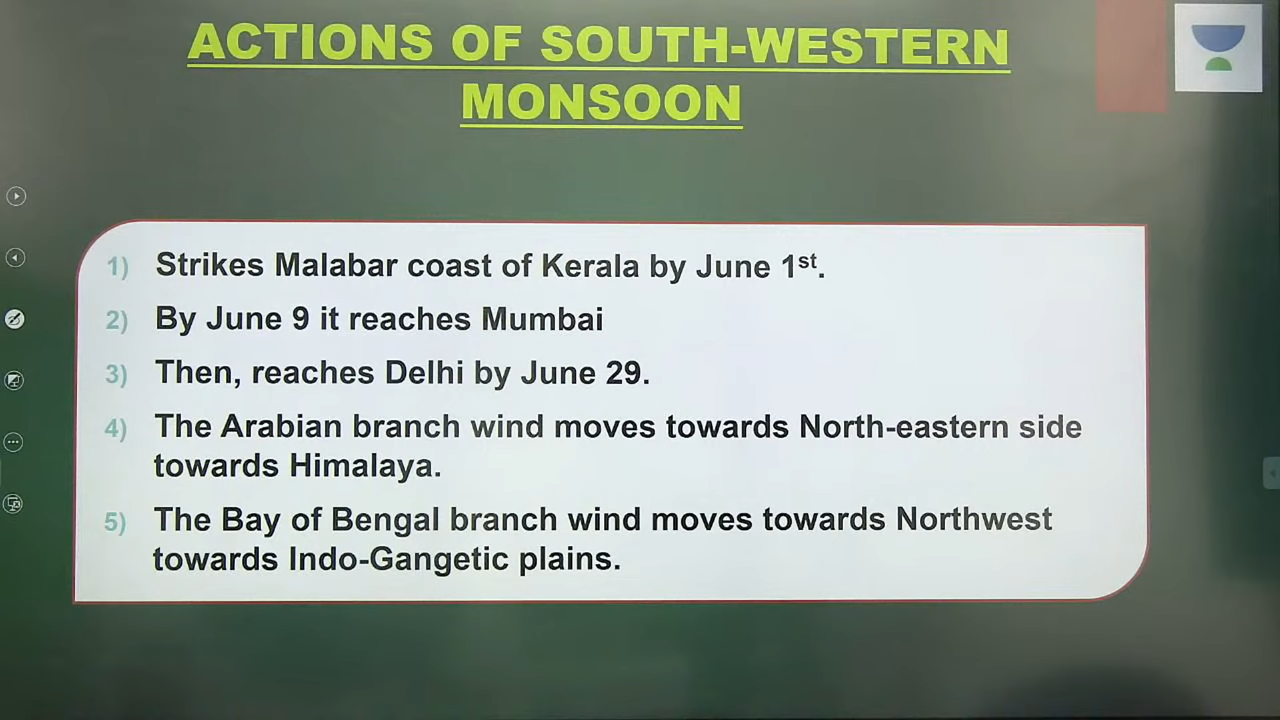 ACTIONS OF SOUTH-WESTERN
MONSOON
1) Strikes Malabar coast of Kerala by June 1st.
2) By June 9 it reaches Mumbai
3) Then, reaches Delhi by June 29.
4) The Arabian branch wind moves towards North-eastern side
towards Himalaya.
5) The Bay of Bengal branch wind moves towards Northwest
towards Indo-Gangetic plains.